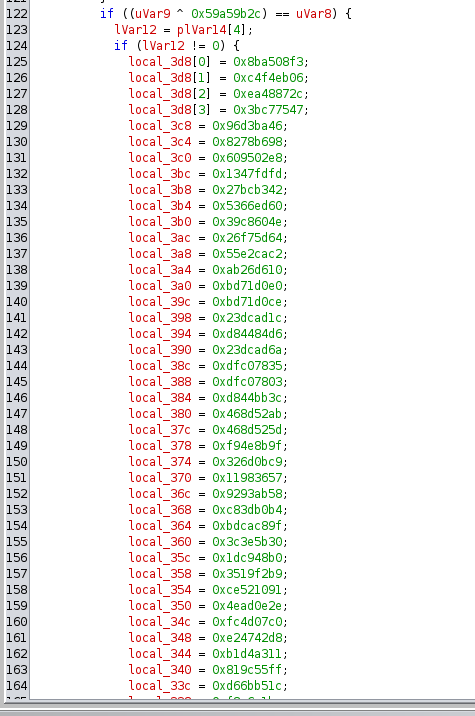 122 if ((uVar9 ^ 0x59a59b2c) == uVar8) {
123 lVar12 = plVar14[4];
124 if (lVar12 != 0) {
125 local_3d8[0] = 0x8ba508f3;
126 local_3d8[1] = 0xc4f4eb06;
127 local_3d8[2] = 0xea48872c;
128 local_3d8[3] = 0x3bc77547;
129 local_3c8 = 0x96d3ba46;
130 local_3c4 = 0x8278b698;
131 local_3c0 = 0x609502e8;
132 local_3bc = 0x1347fdfd;
133 local_3b8 = 0x27bcb342;
134 local_3b4 = 0x5366ed60;
135 local_3b0 = 0x39c8604e;
136 local_3ac = 0x26f75d64;
137 local_3a8 = 0x55e2cac2;
138 local_3a4 = 0xab26d610;
139 local_3a0 = 0xbd71d0e0;
140 local_39c = 0xbd71d0ce;
141 local_398 = 0x23dcad1c;
142 local_394 = 0xd84484d6;
143 local_390 = 0x23dcad6a;
144 local_38c = 0xdfc07835;
145 local_388 = 0xdfc07803;
146 local_384 = 0xd844bb3c;
147 local_380 = 0x468d52ab;
148 local_37c = 0x468d525d;
149 local_378 = 0xf94e8b9f;
150 local_374 = 0x326d0bc9;
151 local_370 = 0x11983657;
152 local_36c = 0x9293ab58;
153 local_368 = 0xc83db0b4;
154 local_364 = 0xbdcac89f;
155 local_360 = 0x3c3e5b30;
156 local_35c = 0x1dc948b0;
157 local_358 = 0x3519f2b9;
158 local_354 = 0xce521091;
159 local_350 = 0x4ead0e2e;
160 local_34c = 0xfc4d07c0;
161 local_348 = 0xe24742d8;
162 local_344 = 0xb1d4a311;
163 local_340 = 0x819c55ff;
164 local_33c = 0xd66bb51c;